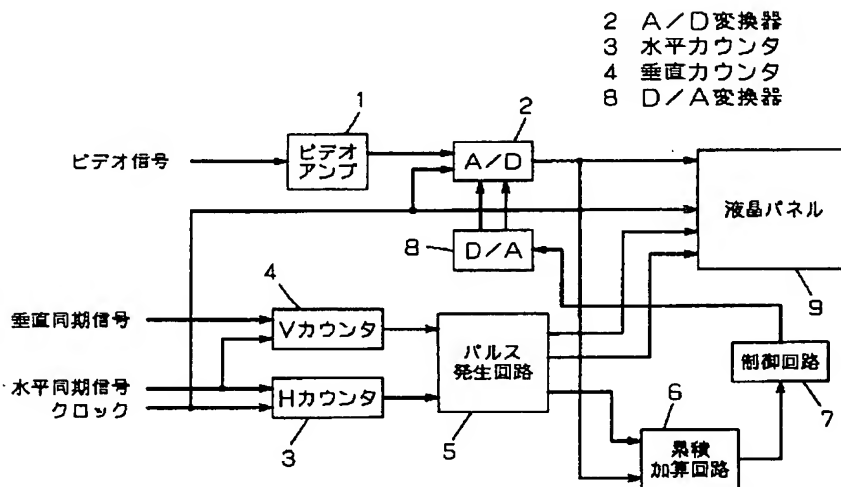 2 A/D変換器
3 水平カウンタ
4 垂直カウンタ
8 D/A変換器
1
2
ビデオ信号
ビデオ
アンプ
A/D
液晶パネル
8
D/A
4
9
垂直同期信号
Vカウンタ
パルス
発生回路
制御回路
水平同期信号
クロック
Hカウンタ
6
7
3
5
累積
加算回路